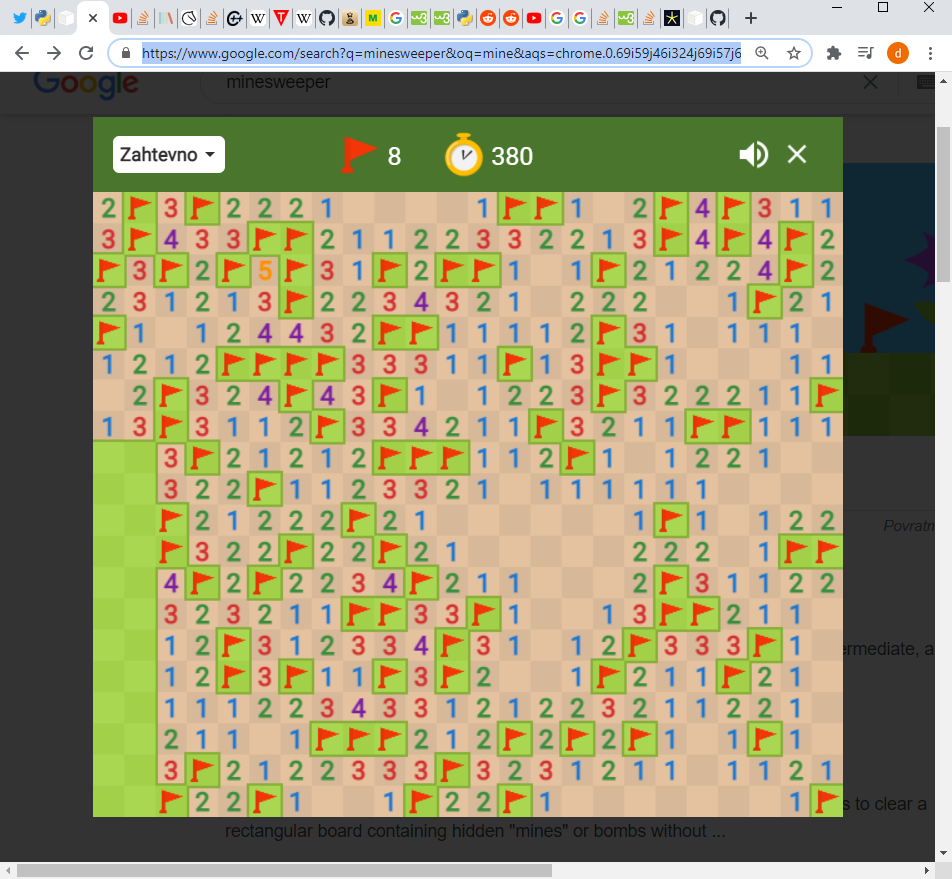 https://www.google.com/search?q=minesweeper&oq=mine&aqs=chrome.0.69i59j46i324j69i57j6
d
Google
minesweeper
Zahtevno 8 380
2 3 2 2 2 1 1 1 2 4 3 1 1
3 4 3 3 2 1 1 2 2 3 3 2 2 1 3 4 4 2
3 2 5 3 1 2 1 1 2 1 2 2 4 2
2 3 1 2 1 3 2 2 3 4 3 2 1 2 2 2 1 2 1
1 1 2 4 4 3 2 1 1 1 1 2 3 1 1 1 1
1 2 1 2 3 3 3 1 1 1 3 1 1 1
2 3 2 4 4 3 1 1 2 2 3 3 2 2 2 1 1
1 3 3 1 1 2 3 3 4 2 1 1 3 2 1 1 1 1 1
3 2 1 2 1 2 1 1 2 1 1 2 2 1
3 2 2 1 1 2 3 3 2 1 1 1 1 1 1 1
2 1 2 2 2 2 1 1 1 1 2 2
Povratn
3 2 2 2 2 2 1 2 2 2 1
4 2 2 2 3 4 2 1 1 2 3 1 1 2 2
3 2 3 2 1 1 3 3 1 1 3 2 1 1
1 2 3 1 2 3 3 4 3 1 1 2 3 3 3 1
ermediate, a
1 2 3 1 1 3 2 1 2 1 1 2 1
1 1 1 2 2 3 4 3 3 1 2 1 2 2 3 2 1 1 2 2 1
2 1 1 1 2 1 2 2 2 1 1 1
3 2 1 2 2 3 3 3 3 2 3 1 2 1 1 1 1 2 1
2 2 1 1 2 2 1 1
s to clear a
rectangular board containing hidden "mines" or bombs without ...